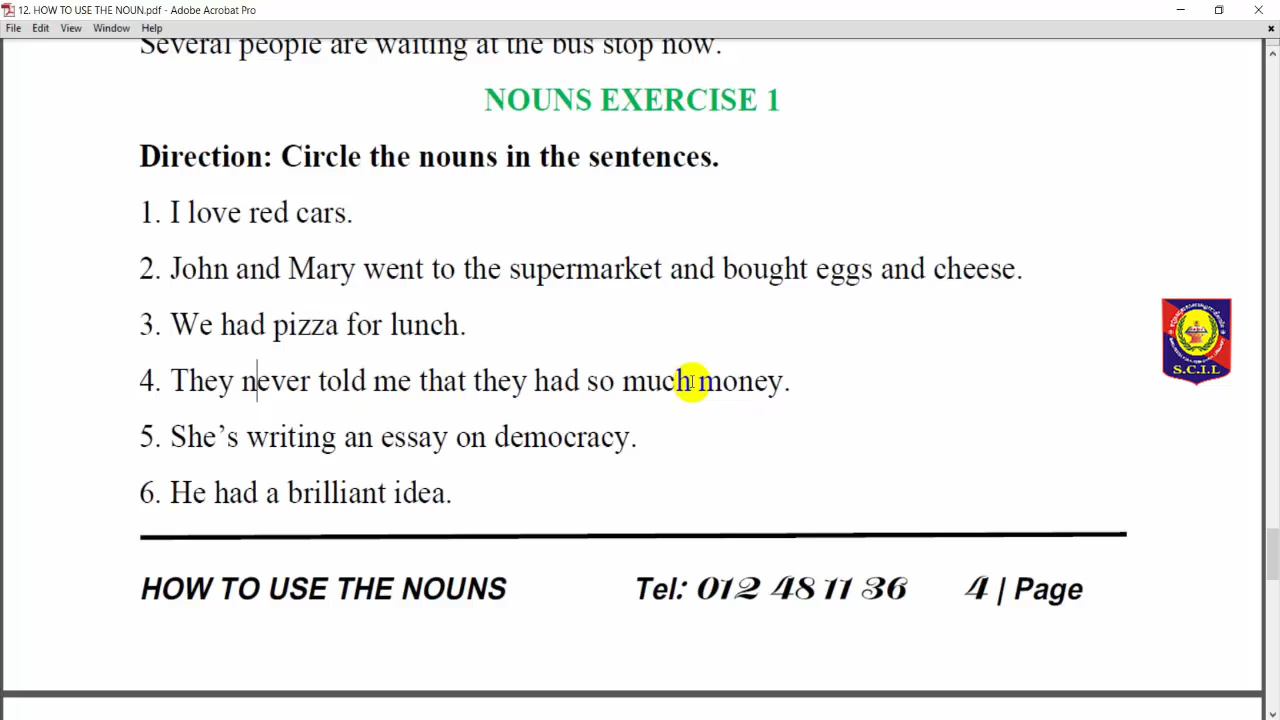 12. HOW TO USE THE NOUN.pdf - Adobe Acrobat Pro
File Edit View Window Help
Several people are waiting at the bus stop now.
NOUNS EXERCISE 1
Direction: Circle the nouns in the sentences.
1. I love red cars.
2. John and Mary went to the supermarket and bought eggs and cheese.
3. We had pizza for lunch.
4. They never told me that they had so much money.
5. She’s writing an essay on democracy.
6. He had a brilliant idea.
S.C.I.L
HOW TO USE THE NOUNS Tel: 012 48 11 36 4 | Page